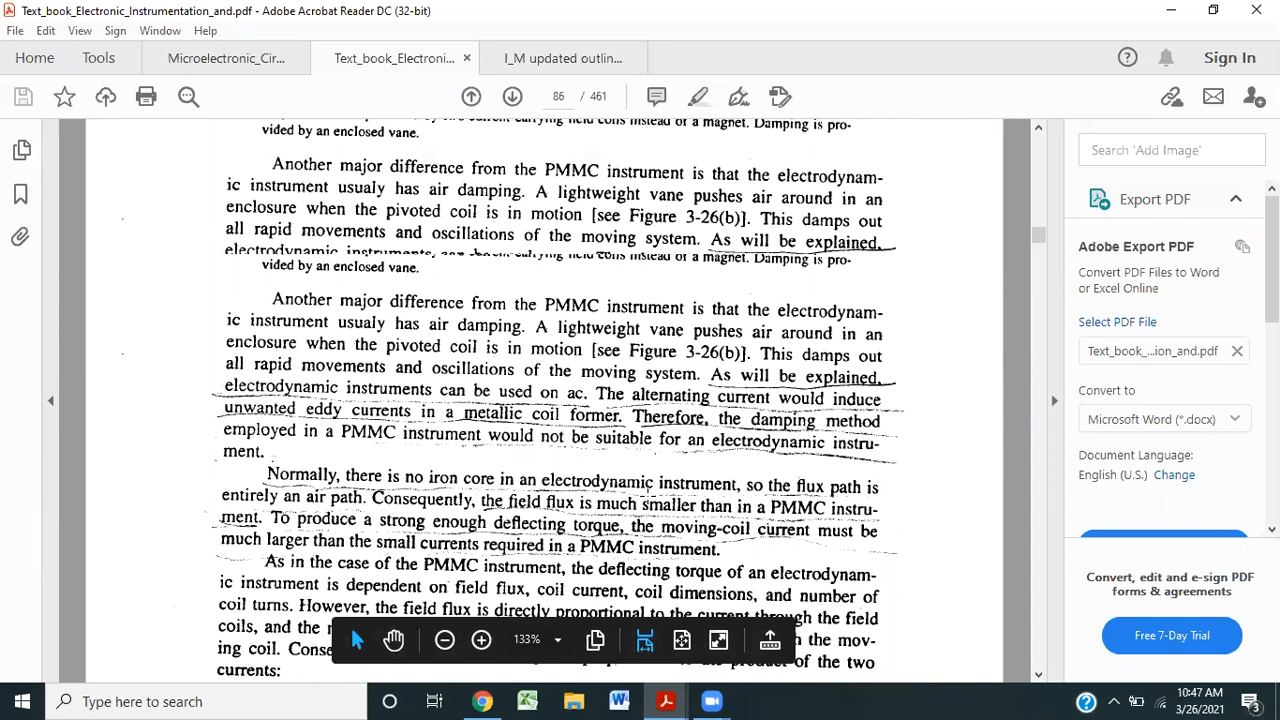 Text_book_Electronic_Instrumentation_and.pdf - Adobe Acrobat Reader DC (32-bit)
File Edit View Sign Window Help
Home Tools Microelectronic_Cir... Text_book_Electroni... I_M updated outlin... Sign In
86 / 461
instead of a magnet. Damping is pro-
vided by an enclosed vane.
Another major difference from the PMMC instrument is that the electrodynam-
ic instrument usualy has air damping. A lightweight vane pushes air around in an
enclosure when the pivoted coil is in motion [see Figure 3-26(b)]. This damps out
all rapid movements and oscillations of the moving system. As will be explained,
electrodynamic instruments, instead of a magnet. Damping is pro-
vided by an enclosed vane.
Another major difference from the PMMC instrument is that the electrodynam-
ic instrument usualy has air damping. A lightweight vane pushes air around in an
enclosure when the pivoted coil is in motion [see Figure 3-26(b)]. This damps out
all rapid movements and oscillations of the moving system. As will be explained,
electrodynamic instruments can be used on ac. The alternating current would induce
unwanted eddy currents in a metallic coil former. Therefore, the damping method
employed in a PMMC instrument would not be suitable for an electrodynamic instru-
ment.
Normally, there is no iron core in an electrodynamic instrument, so the flux path is
entirely an air path. Consequently, the field flux is much smaller than in a PMMC instru-
ment. To produce a strong enough deflecting torque, the moving-coil current must be
much larger than the small currents required in a PMMC instrument.
As in the case of the PMMC instrument, the deflecting torque of an electrodynam-
ic instrument is dependent on field flux, coil current, coil dimensions, and number of
coil turns. However, the field flux is directly proportional to the current through the field
coils, and the the mov-
ing coil. product of the two
currents:
133%
Search 'Add Image'
Export PDF
Adobe Export PDF
Convert PDF Files to Word
or Excel Online
Select PDF File
Text_book_...ion_and.pdf
Convert to
Microsoft Word (*.docx)
Document Language:
English (U.S.) Change
Convert, edit and e-sign PDF
forms & agreements
Free 7-Day Trial
Type here to search
10:47 AM
3/26/2021
3